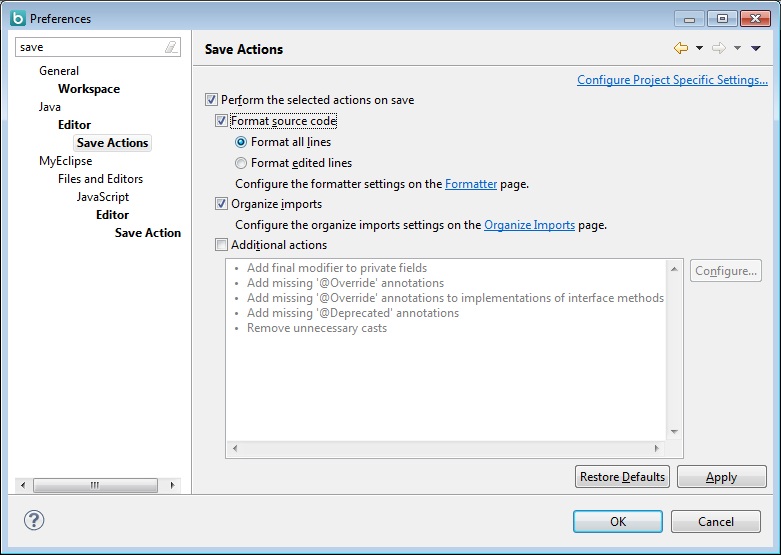 Preferences
save
General
Workspace
Java
Editor
Save Actions
MyEclipse
Files and Editors
JavaScript
Editor
Save Action
Save Actions
Configure Project Specific Settings...
Perform the selected actions on save
Format source code
Format all lines
Format edited lines
Configure the formatter settings on the Formatter page.
Organize imports
Configure the organize imports settings on the Organize Imports page.
Additional actions
• Add final modifier to private fields
• Add missing '@Override' annotations
• Add missing '@Override' annotations to implementations of interface methods
• Add missing '@Deprecated' annotations
• Remove unnecessary casts
Configure...
Restore Defaults Apply
? OK Cancel